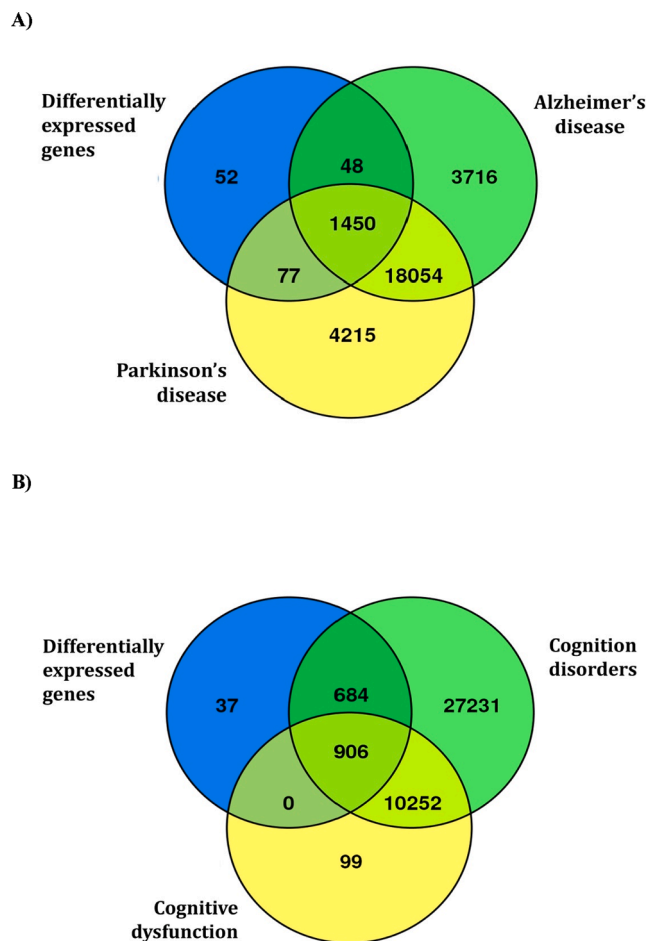 A)
Differentially
expressed
genes
Alzheimer's
disease
52
48
3716
1450
77
18054
4215
Parkinson's
disease
B)
Differentially
expressed
genes
Cognition
disorders
37
684
27231
906
0
10252
99
Cognitive
dysfunction